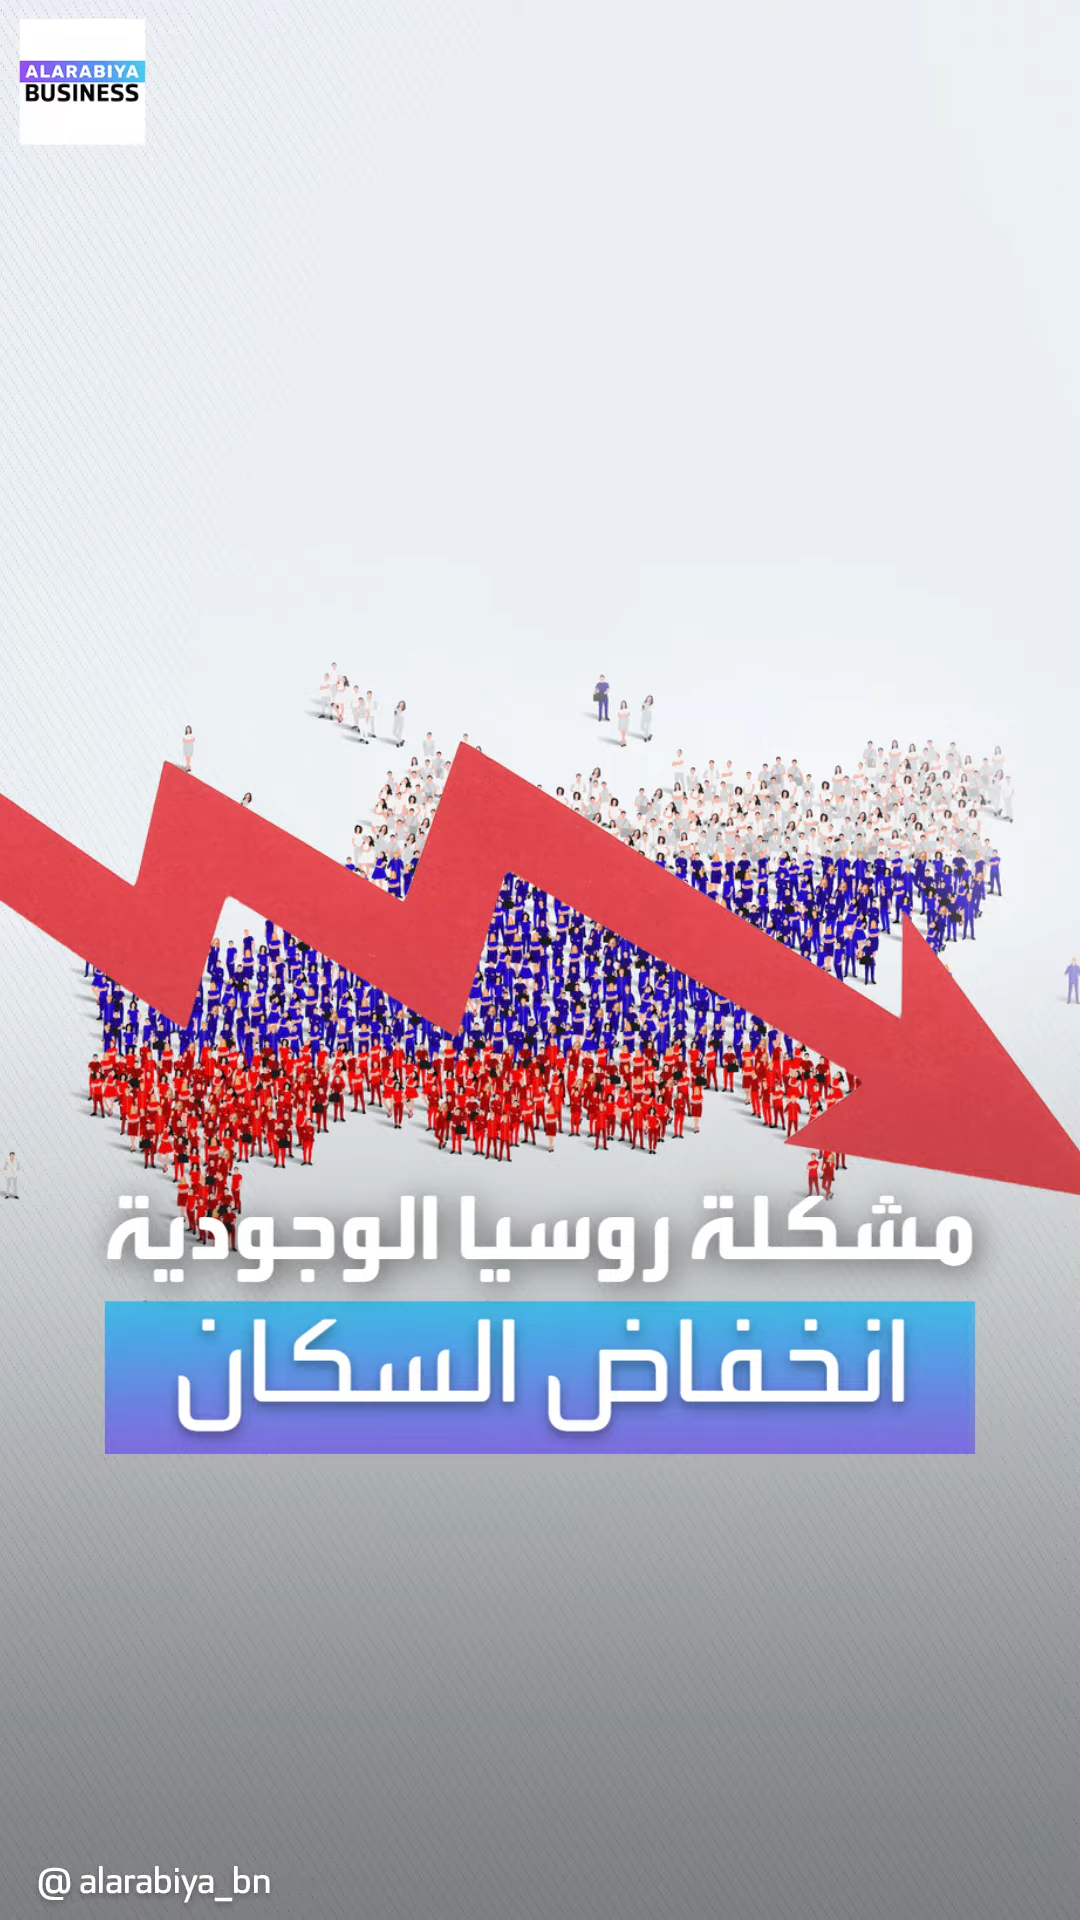 ALARABIYA
BUSINESS
مشكلة روسيا الوجودية
انخفاض السكان
@ alarabiya_bn